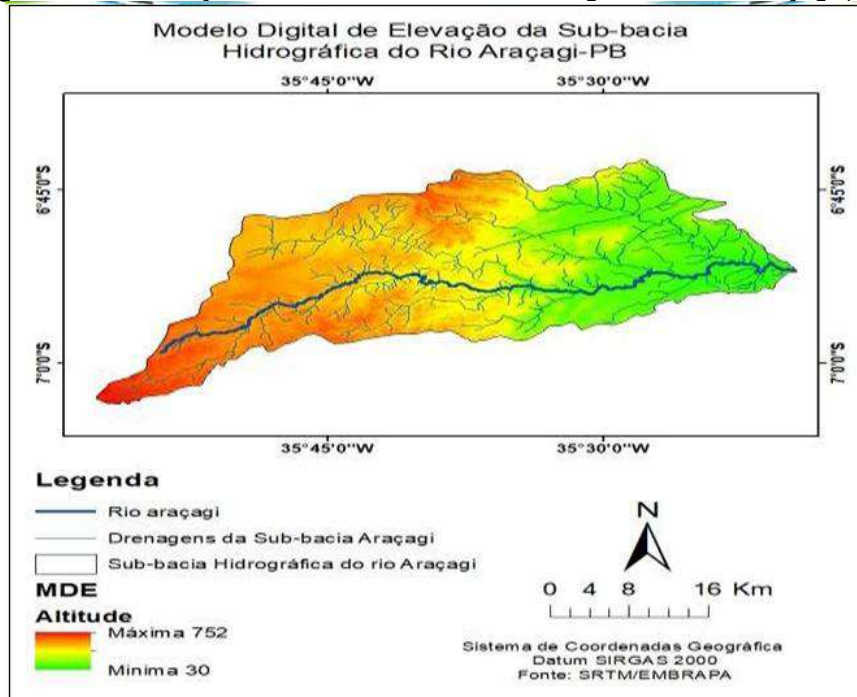 Modelo Digital de Elevação da Sub-bacia
Hidrográfica do Rio Araçagi-PB
35°45'0"W 35°30'0"W
6°45'0"S 6°45'0"S
7°0'0"S 7°0'0"S
35°45'0"W 35°30'0"W
Legenda
Rio araçagi
Drenagens da Sub-bacia Araçagi
Sub-bacia Hidrográfica do rio Araçagi
MDE
Altitude
Máxima 752
Minima 30
N
0 4 8 16 Km
Sistema de Coordenadas Geográfica
Datum SIRGAS 2000
Fonte: SRTM/EMBRAPA